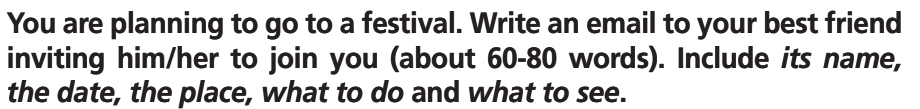 You are planning to go to a festival. Write an email to your best friend
inviting him/her to join you (about 60-80 words). Include its name,
the date, the place, what to do and what to see.